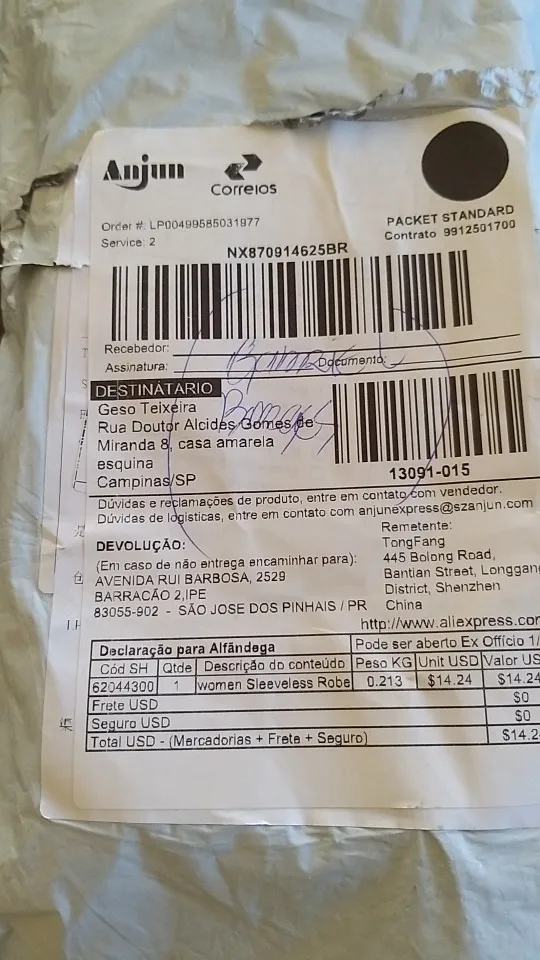 Anjun
Correios
Order #: LP00499585031977
Service: 2
PACKET STANDARD
Contrato 9912501700
NX870914625BR
Recebedor:
Assinatura: Documento:
DESTINATÁRIO
Geso Teixeira
Rua Doutor Alcides Gomes de
Miranda 8, casa amarela
esquina
Campinas/SP
13091-015
Dúvidas e reclamações de produto, entre em contato com vendedor.
Dúvidas de logísticas, entre em contato com anjunexpress@szanjun.com
DEVOLUÇÃO:
(Em caso de não entrega encaminhar para):
AVENIDA RUI BARBOSA, 2529
BARRACÃO 2,IPE
83055-902 - SÃO JOSE DOS PINHAIS / PR
Remetente:
TongFang
445 Bolong Road,
Bantian Street, Longgang
District, Shenzhen
China
http://www.aliexpress.com
Declaração para Alfândega Pode ser aberto Ex Offício 1/
Cód SH Qtde Descrição do conteúdo Peso KG Unit USD Valor US
62044300 1 women Sleeveless Robe 0.213 $14.24 $14.24
Frete USD $0
Seguro USD $0
Total USD - (Mercadorias + Frete + Seguro) $14.2